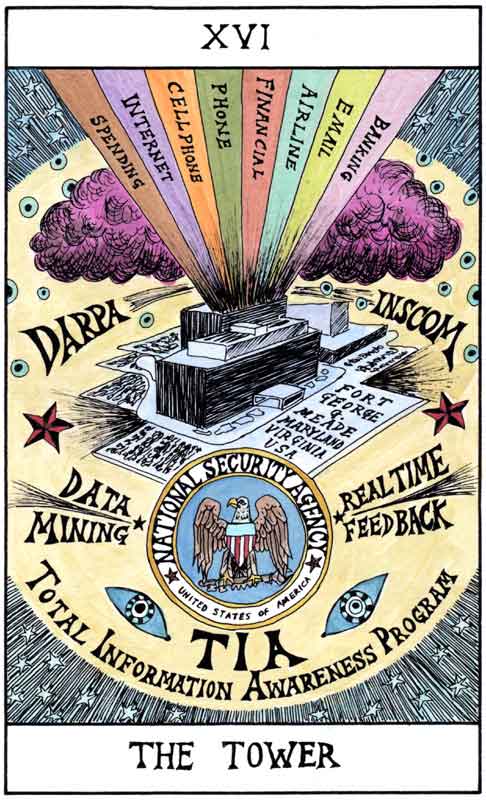 XVI
SPENDING
INTERNET
CELLPHONE
PHONE
FINANCIAL
AIRLINE
EMAIL
BANKING
DARPA
INSCOM
FORT
GEORGE
G
MEADE
MARYLAND
VIRGINIA
USA
DATA
MINING
REALTIME
FEEDBACK
NATIONAL SECURITY AGENCY
UNITED STATES OF AMERICA
TIA
TOTAL INFORMATION AWARENESS PROGRAM
THE TOWER